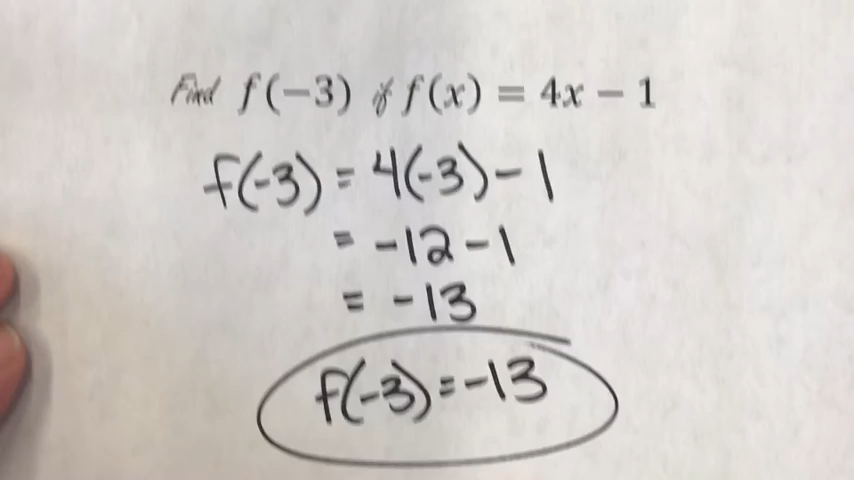 Find f(−3) if f(x) = 4x − 1
f(-3) = 4(-3) - 1
= -12 - 1
= -13
f(-3) = -13